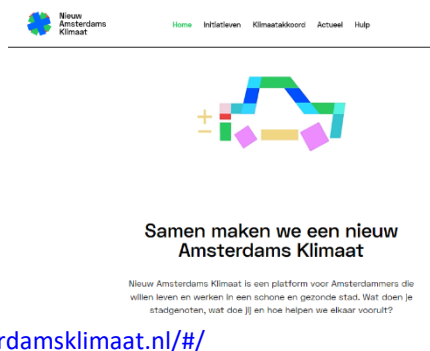 Nieuw
Amsterdams
Klimaat
Home Initiatieven Klimaatakkoord Actueel Hulp
Samen maken we een nieuw
Amsterdams Klimaat
Nieuw Amsterdams Klimaat is een platform voor Amsterdammers die
willen leven en werken in een schone en gezonde stad. Wat doen je
stadgenoten, wat doe jij en hoe helpen we elkaar vooruit?
rdamsklimaat.nl/#/